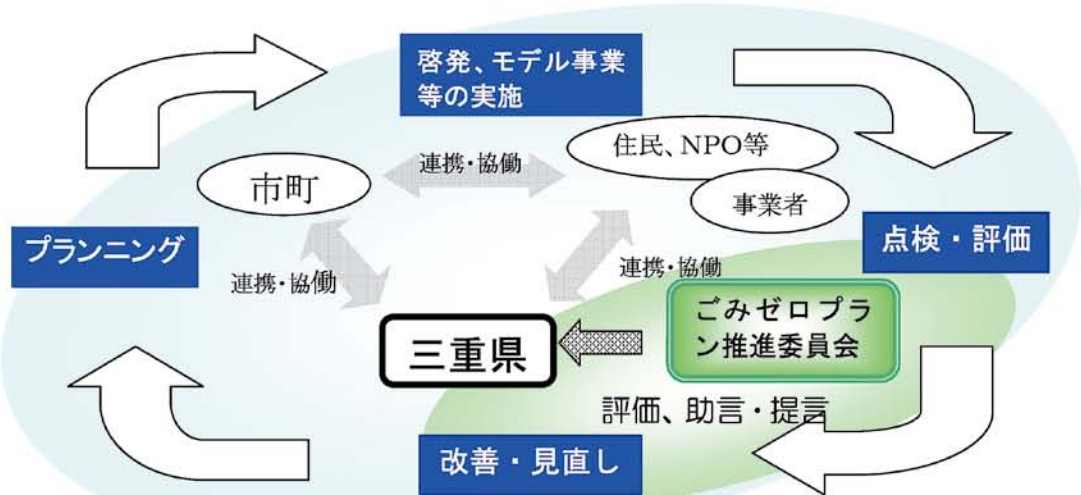 啓発、モデル事業
等の実施
住民、NPO等
連携・協働
市町
事業者
プランニング
点検・評価
連携・協働
連携・協働
ごみゼロプラ
ン推進委員会
三重県
評価、助言・提言
改善・見直し